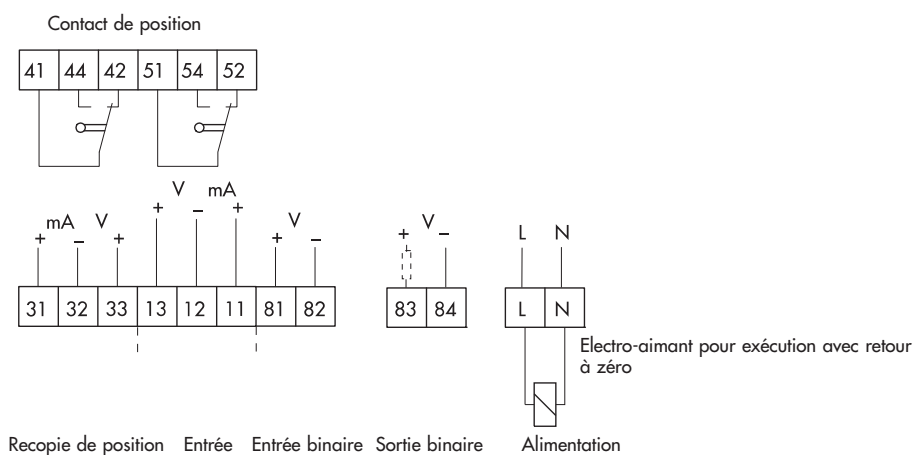 Contact de position
41 44 42 51 54 52
V mA
mA V + – + V + V – L N
+ – + + –
31 32 33 13 12 11 81 82 83 84 L N
Electro-aimant pour exécution avec retour
à zéro
Recopie de position Entrée Entrée binaire Sortie binaire Alimentation